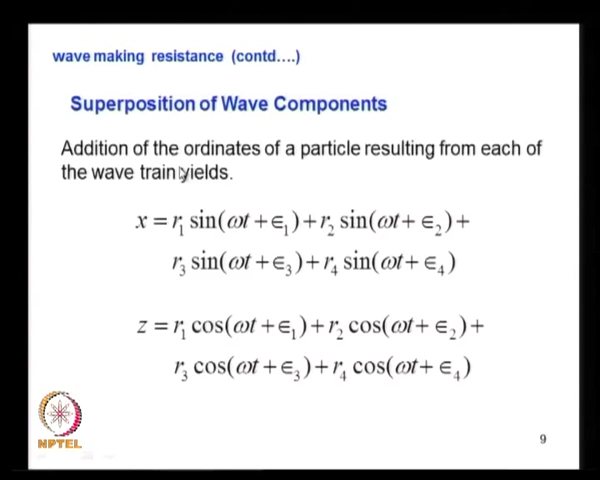 wave making resistance (contd....)
Superposition of Wave Components
Addition of the ordinates of a particle resulting from each of
the wave train yields.
x = r₁ sin(ωt + ∈₁) + r₂ sin(ωt + ∈₂) +
r₃ sin(ωt + ∈₃) + r₄ sin(ωt + ∈₄)
z = r₁ cos(ωt + ∈₁) + r₂ cos(ωt + ∈₂) +
r₃ cos(ωt + ∈₃) + r₄ cos(ωt + ∈₄)
NPTEL
9